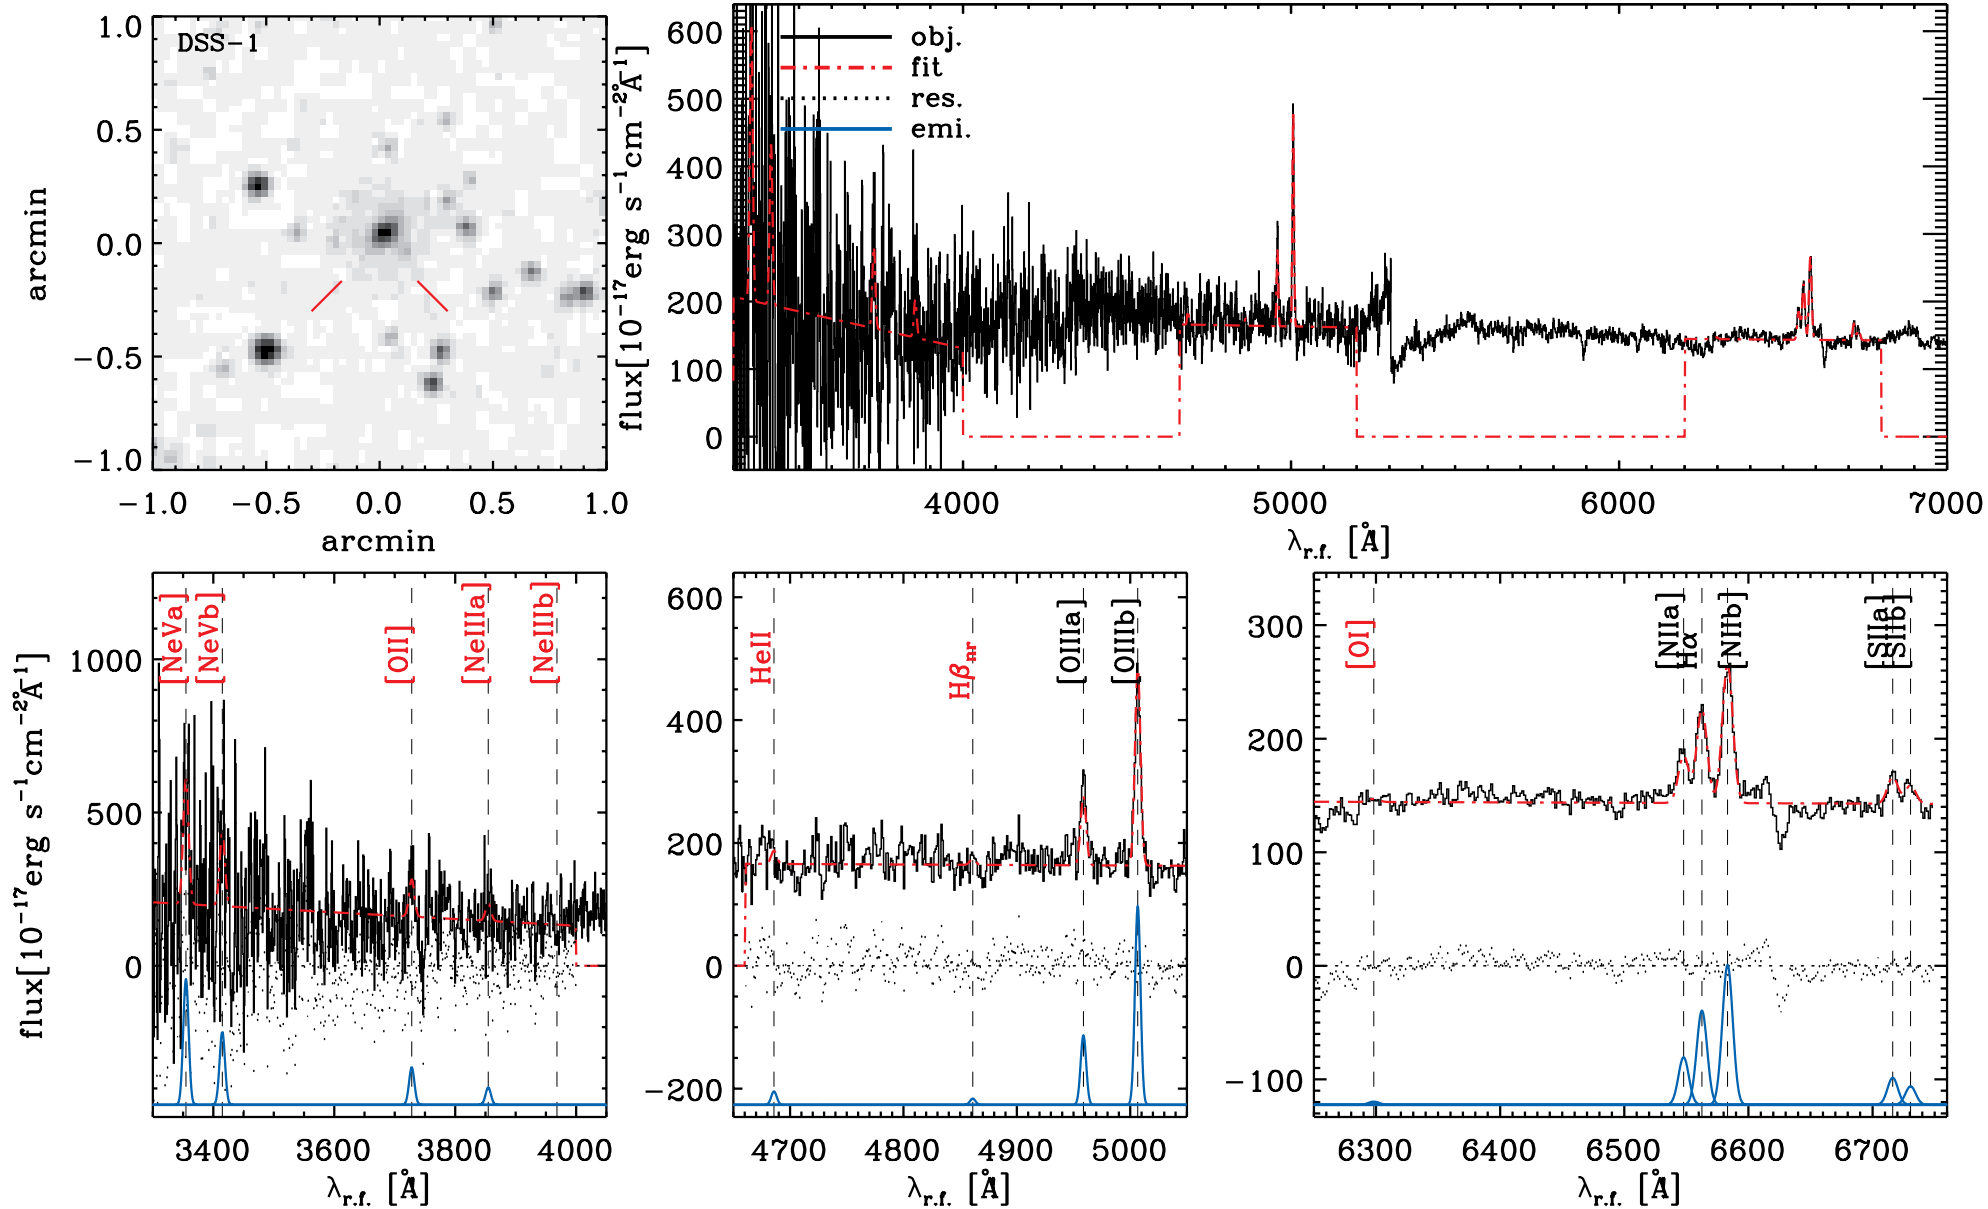 DSS-1
1.0
0.5
0.0
−0.5
−1.0
arcmin
−1.0 −0.5 0.0 0.5 1.0
arcmin
flux[10−17erg s−1cm−2Å−1]
600
500
400
300
200
100
0
obj.
fit
res.
emi.
4000 5000 6000 7000
λr.f. [Å]
flux[10−17erg s−1cm−2Å−1]
1000
500
0
[NeVa]
[NeVb]
[OII]
[NeIIIa]
[NeIIIb]
3400 3600 3800 4000
λr.f. [Å]
600
400
200
0
−200
HeII
Hβnr
[OIIIa]
[OIIIb]
4700 4800 4900 5000
λr.f. [Å]
300
200
100
0
−100
[OI]
[NIIa]
Hα
[NIIb]
[SIIa]
[SIIb]
6300 6400 6500 6600 6700
λr.f. [Å]